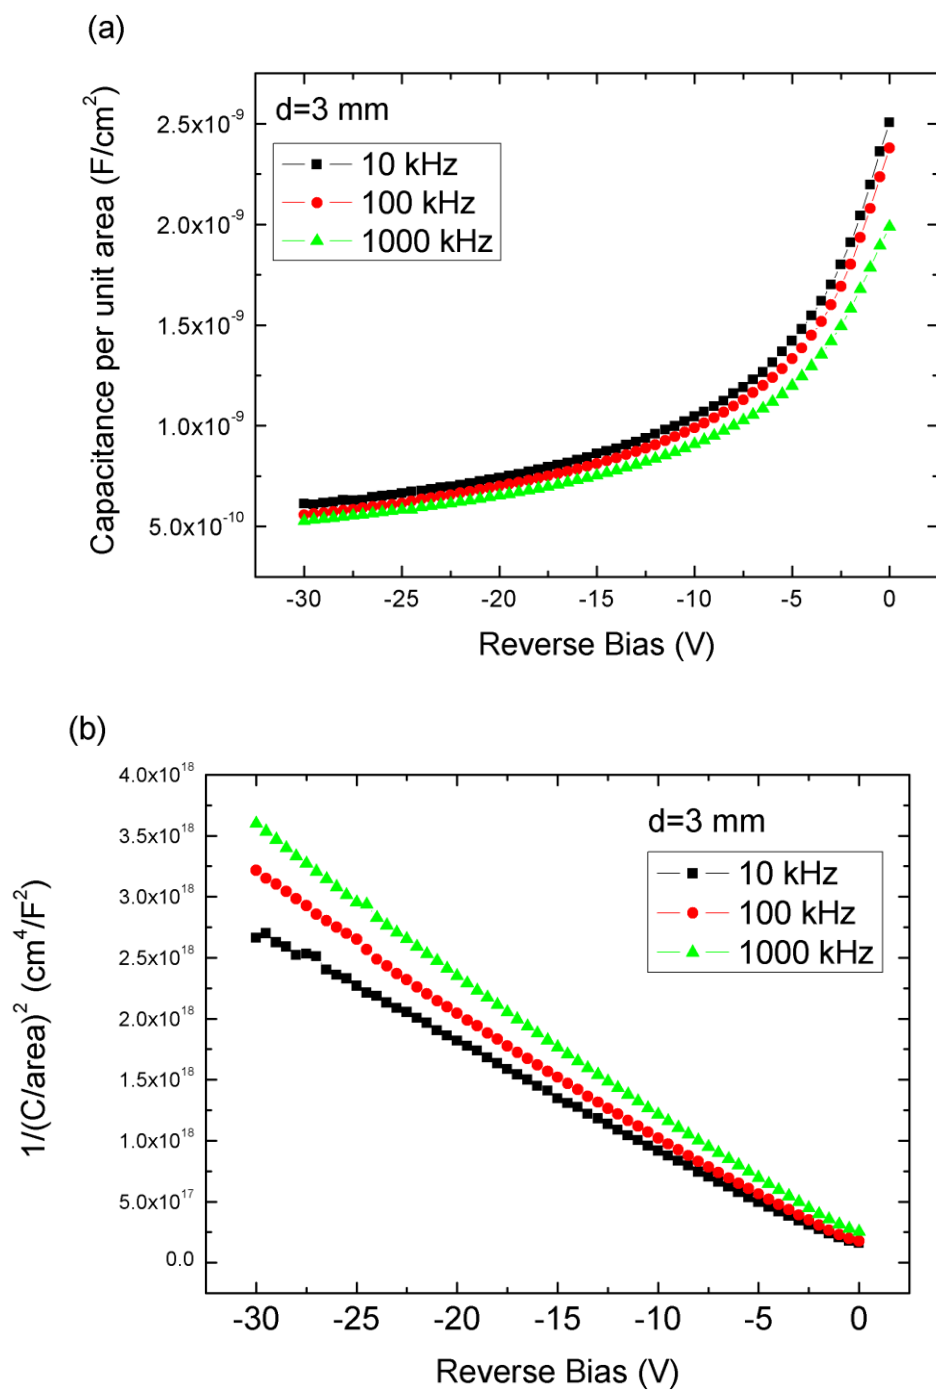 (a)
d=3 mm
10 kHz
100 kHz
1000 kHz
2.5x10⁻⁹
2.0x10⁻⁹
1.5x10⁻⁹
1.0x10⁻⁹
5.0x10⁻¹⁰
Capacitance per unit area (F/cm²)
-30 -25 -20 -15 -10 -5 0
Reverse Bias (V)
(b)
d=3 mm
10 kHz
100 kHz
1000 kHz
4.0x10¹⁸
3.5x10¹⁸
3.0x10¹⁸
2.5x10¹⁸
2.0x10¹⁸
1.5x10¹⁸
1.0x10¹⁸
5.0x10¹⁷
0.0
1/(C/area)² (cm⁴/F²)
-30 -25 -20 -15 -10 -5 0
Reverse Bias (V)